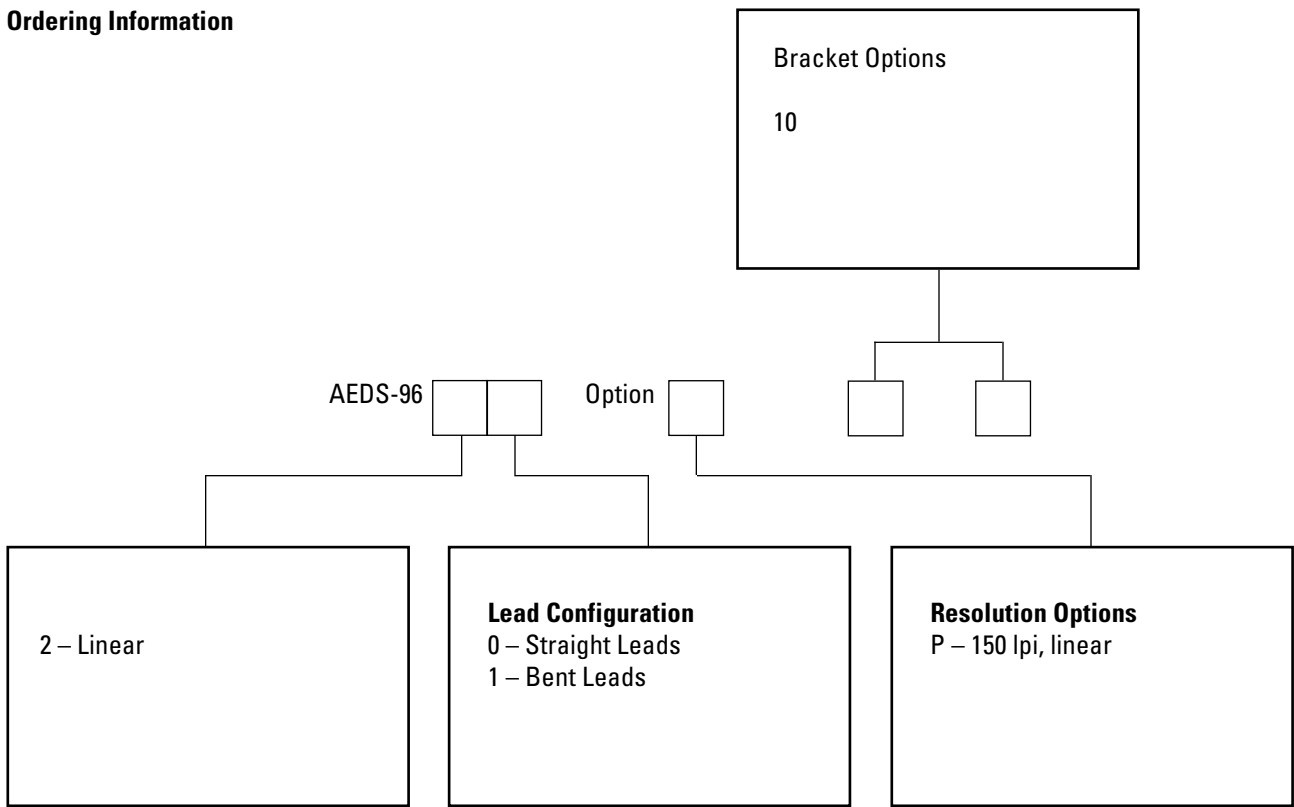 Ordering Information
Bracket Options
10
AEDS-96 Option
2 – Linear
Lead Configuration
0 – Straight Leads
1 – Bent Leads
Resolution Options
P – 150 lpi, linear